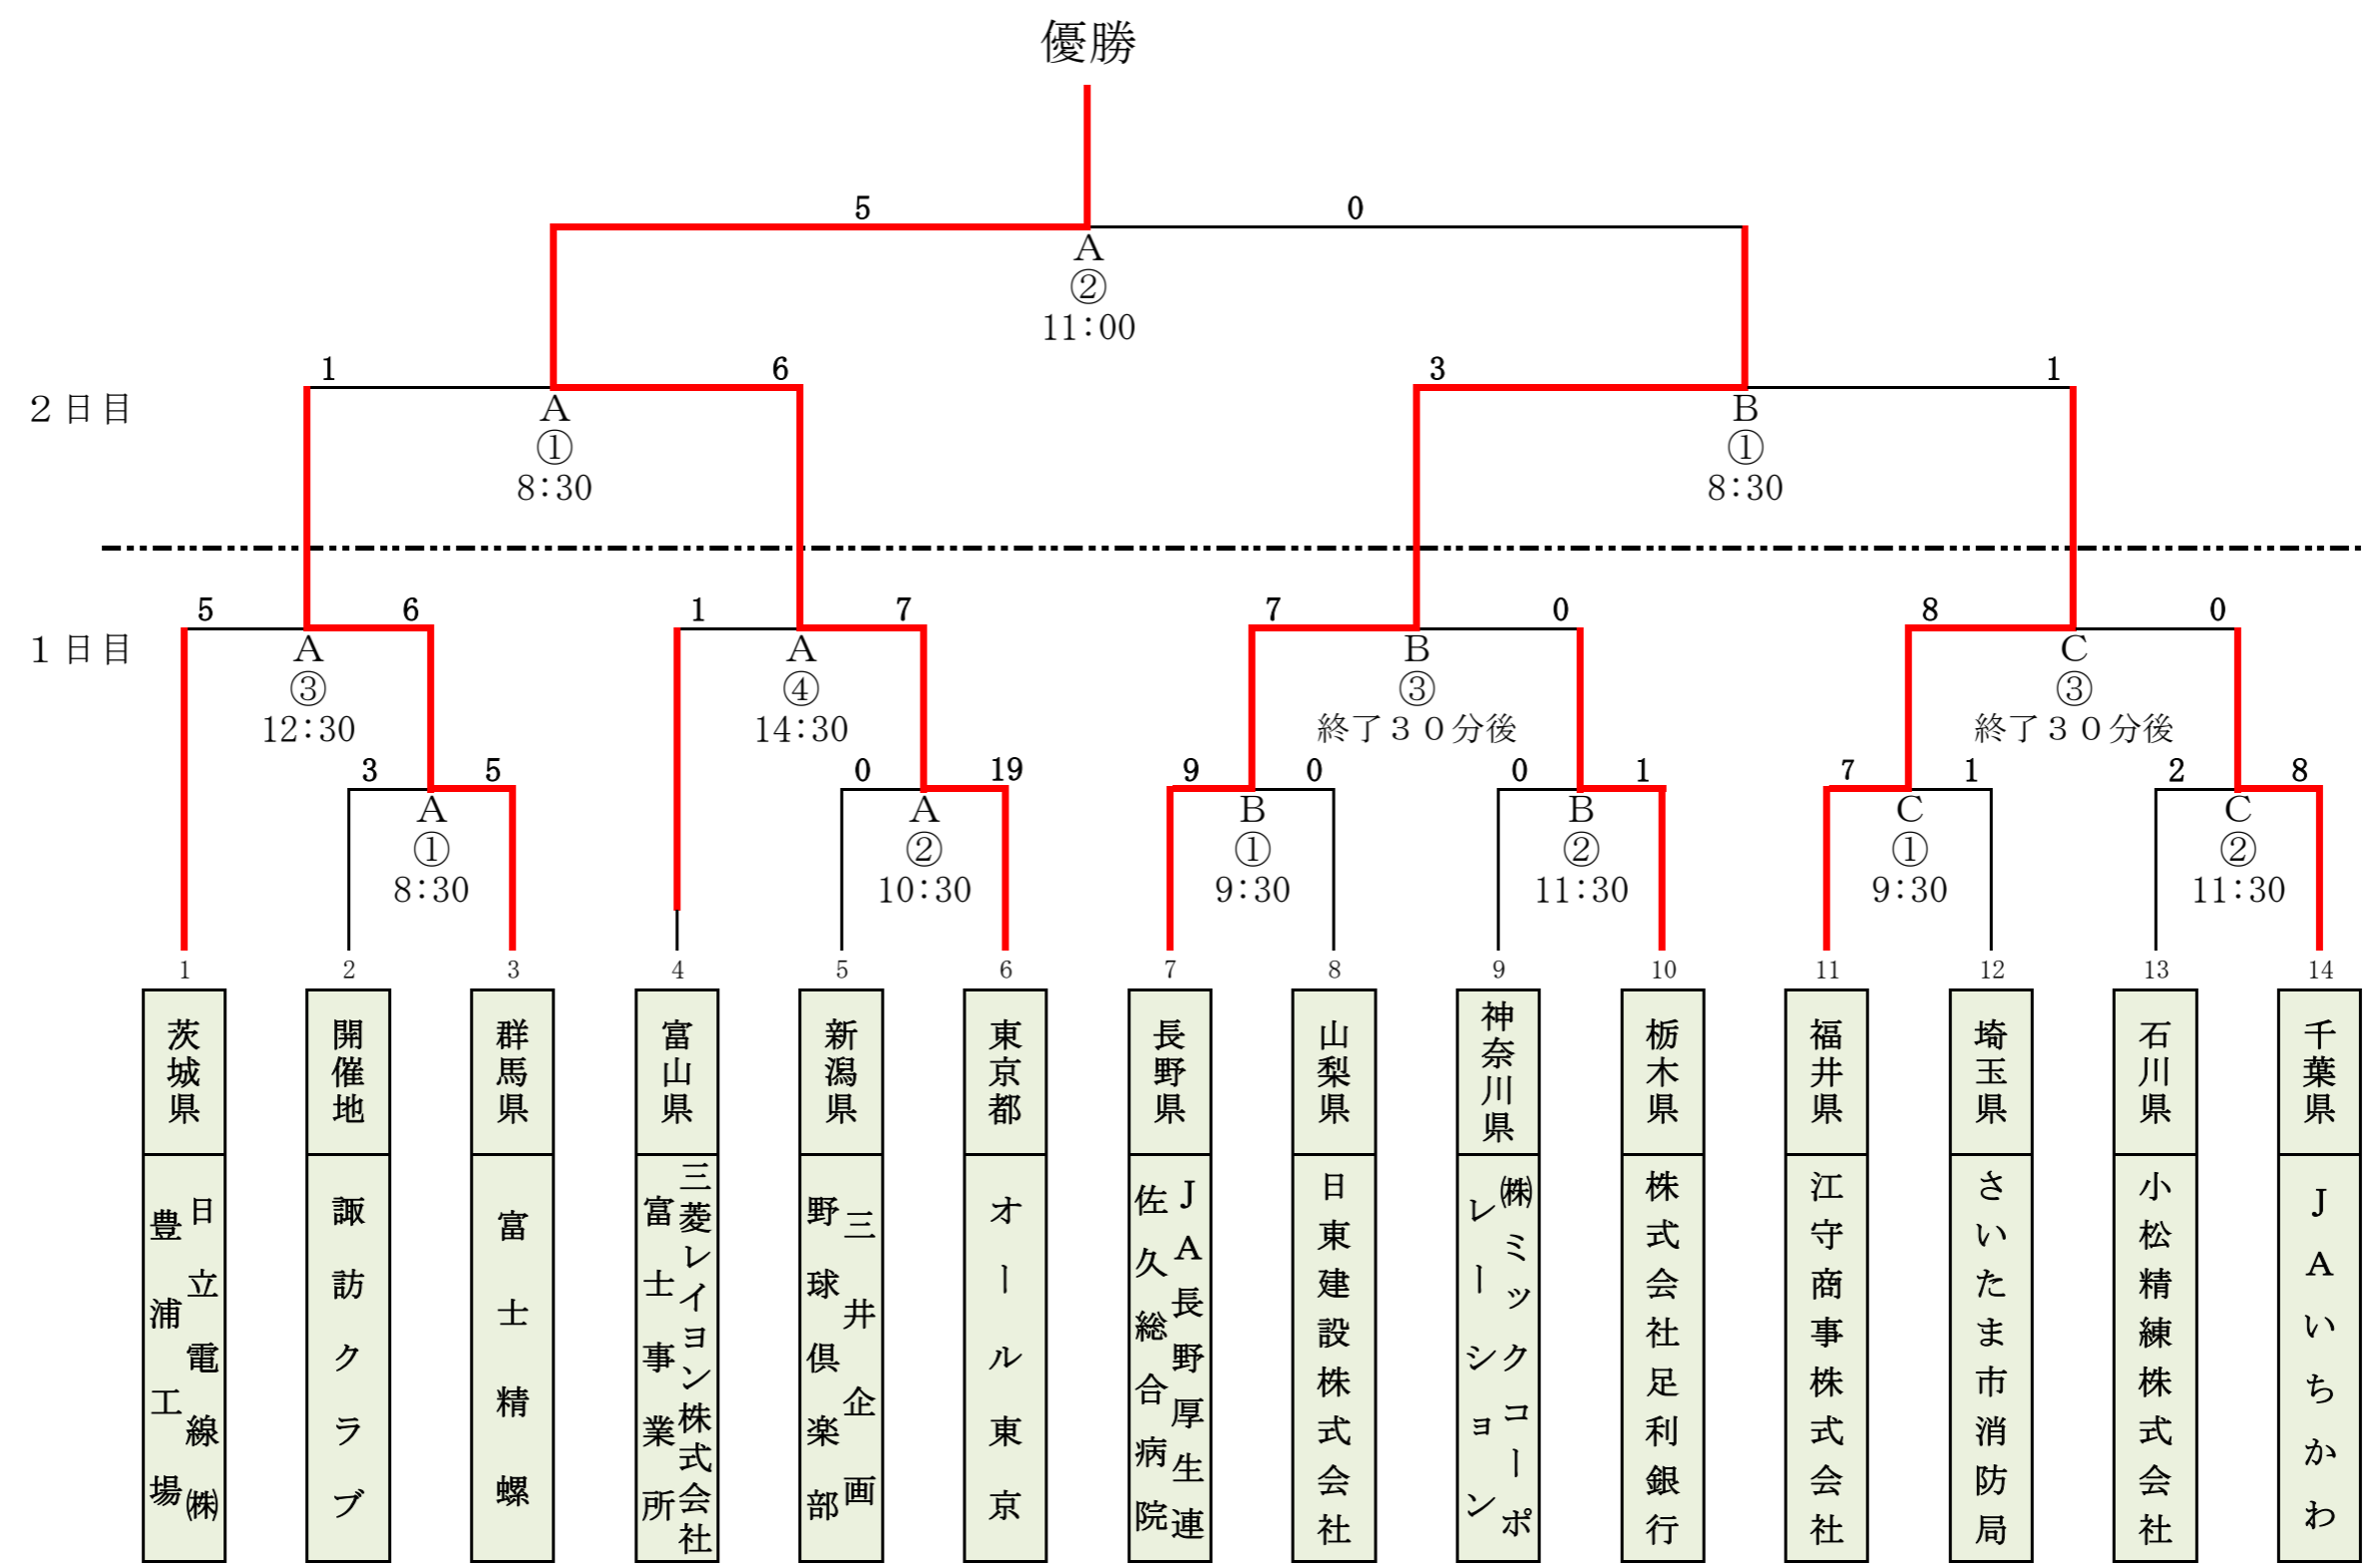 優勝
5 0
A
②
11:00
1 6 3 1
2日目
A B
① ①
8:30 8:30
5 6 1 7 7 0 8 0
1日目
A A B C
③ ④ ③ ③
12:30 14:30 終了３０分後 終了３０分後
3 5 0 19 9 0 0 1 7 1 2 8
A A B B C C
① ② ① ② ① ②
8:30 10:30 9:30 11:30 9:30 11:30
1 2 3 4 5 6 7 8 9 10 11 12 13 14
茨城県
日立電線㈱
豊浦工場
開催地
諏訪クラブ
群馬県
富士精螺
富山県
三菱レイヨン株式会社
富士事業所
新潟県
三井企画
野球倶楽部
東京都
オール東京
長野県
ＪＡ長野厚生連
佐久総合病院
山梨県
日東建設株式会社
神奈川県
㈱ミックコーポ
レーション
栃木県
株式会社足利銀行
福井県
江守商事株式会社
埼玉県
さいたま市消防局
石川県
小松精練株式会社
千葉県
ＪＡいちかわ